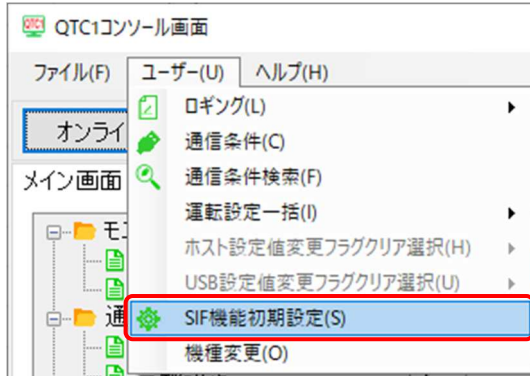 QTC1コンソール画面
ファイル(F) ユーザー(U) ヘルプ(H)
オンライ
ロギング(L)
通信条件(C)
メイン画面
通信条件検索(F)
運転設定一括(I)
モ
ホスト設定値変更フラグクリア選択(H)
USB設定値変更フラグクリア選択(U)
通
SIF機能初期設定(S)
機種変更(O)